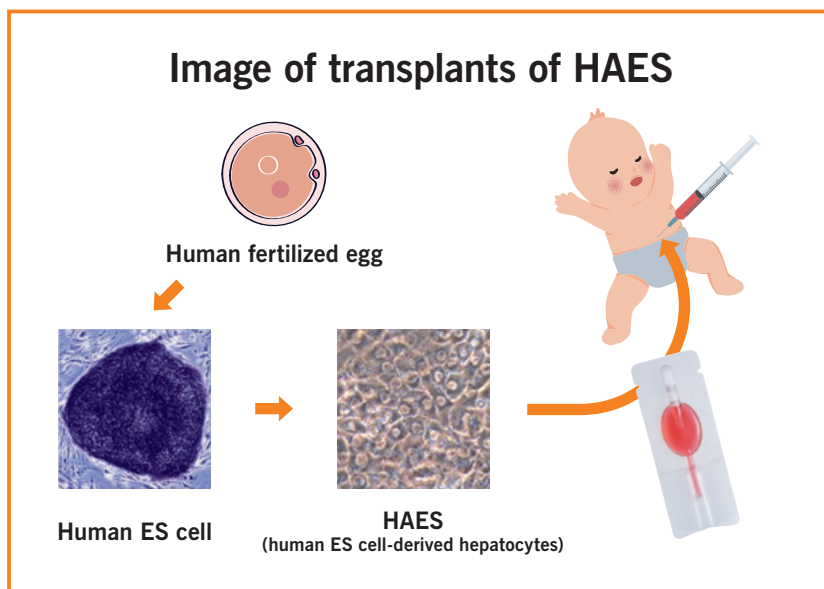 Image of transplants of HAES
Human fertilized egg
Human ES cell
HAES
(human ES cell-derived hepatocytes)